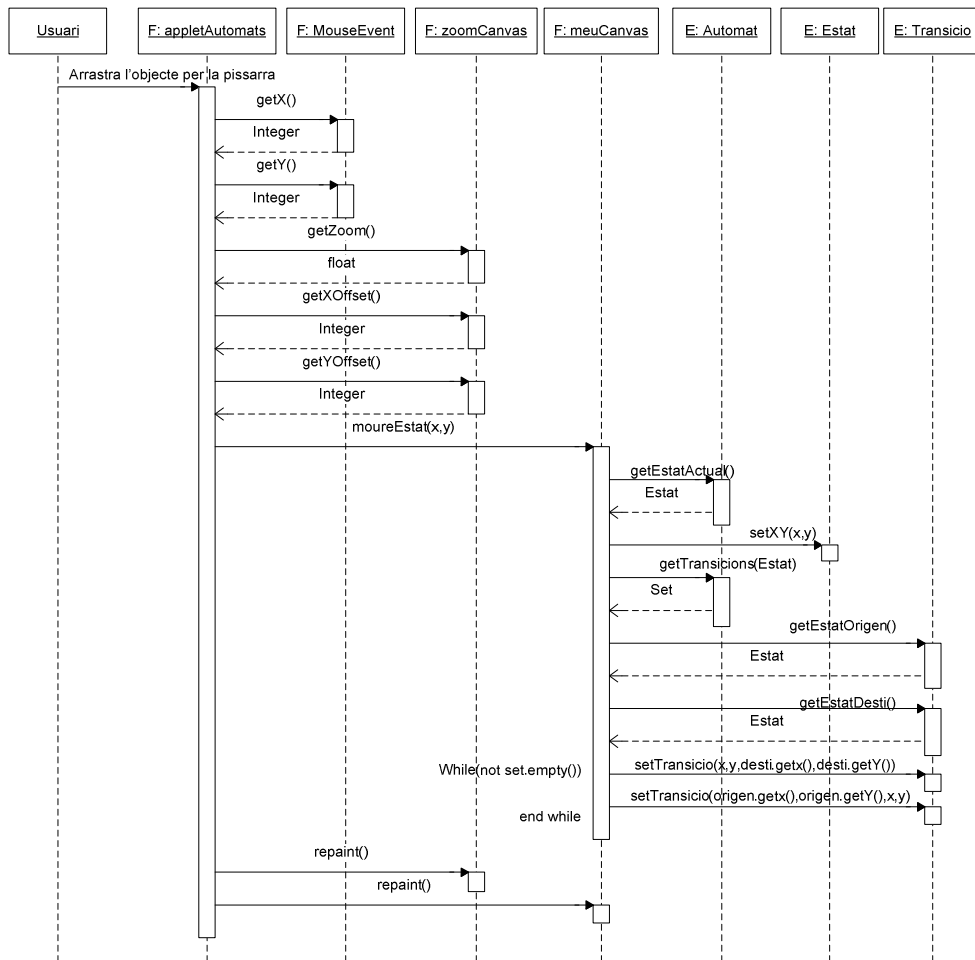 Usuari
F: appletAutomats
F: MouseEvent
F: zoomCanvas
F: meuCanvas
E: Automat
E: Estat
E: Transicio
Arrastra l'objecte per la pissarra
getX()
Integer
getY()
Integer
getZoom()
float
getXOffset()
Integer
getYOffset()
Integer
moureEstat(x,y)
getEstatActual()
Estat
setXY(x,y)
getTransicions(Estat)
Set
getEstatOrigen()
Estat
getEstatDesti()
Estat
While(not set.empty())
setTransicio(x,y,desti.getx(),desti.getY())
setTransicio(origen.getx(),origen.getY(),x,y)
end while
repaint()
repaint()